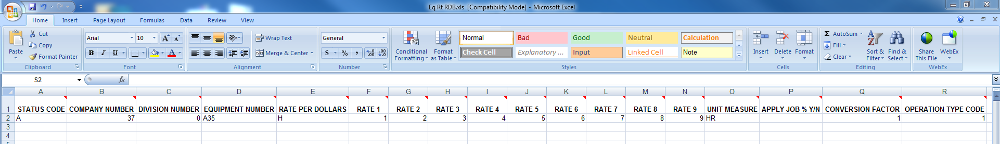 Eq Rt RDB.xls [Compatibility Mode] - Microsoft Excel
Home Insert Page Layout Formulas Data Review View
Paste Cut Copy Format Painter Clipboard
Arial 10 A A B I U A Font
Wrap Text Merge & Center Alignment
General $ % , .0 .00 .00 .0 Number
Conditional Formatting Format as Table
Normal Bad Good Neutral Calculation
Check Cell Explanatory ... Input Linked Cell Note
Styles
Insert Delete Format Cells
Σ AutoSum Fill Clear Sort & Filter Find & Select Editing
Share This File WebEx WebEx
S2 fx
A B C D E F G H I J K L M N O P Q R
1 STATUS CODE COMPANY NUMBER DIVISION NUMBER EQUIPMENT NUMBER RATE PER DOLLARS RATE 1 RATE 2 RATE 3 RATE 4 RATE 5 RATE 6 RATE 7 RATE 8 RATE 9 UNIT MEASURE APPLY JOB % Y/N CONVERSION FACTOR OPERATION TYPE CODE
2 A 37 0 A35 H 1 2 3 4 5 6 7 8 9 HR 1 1
3
4